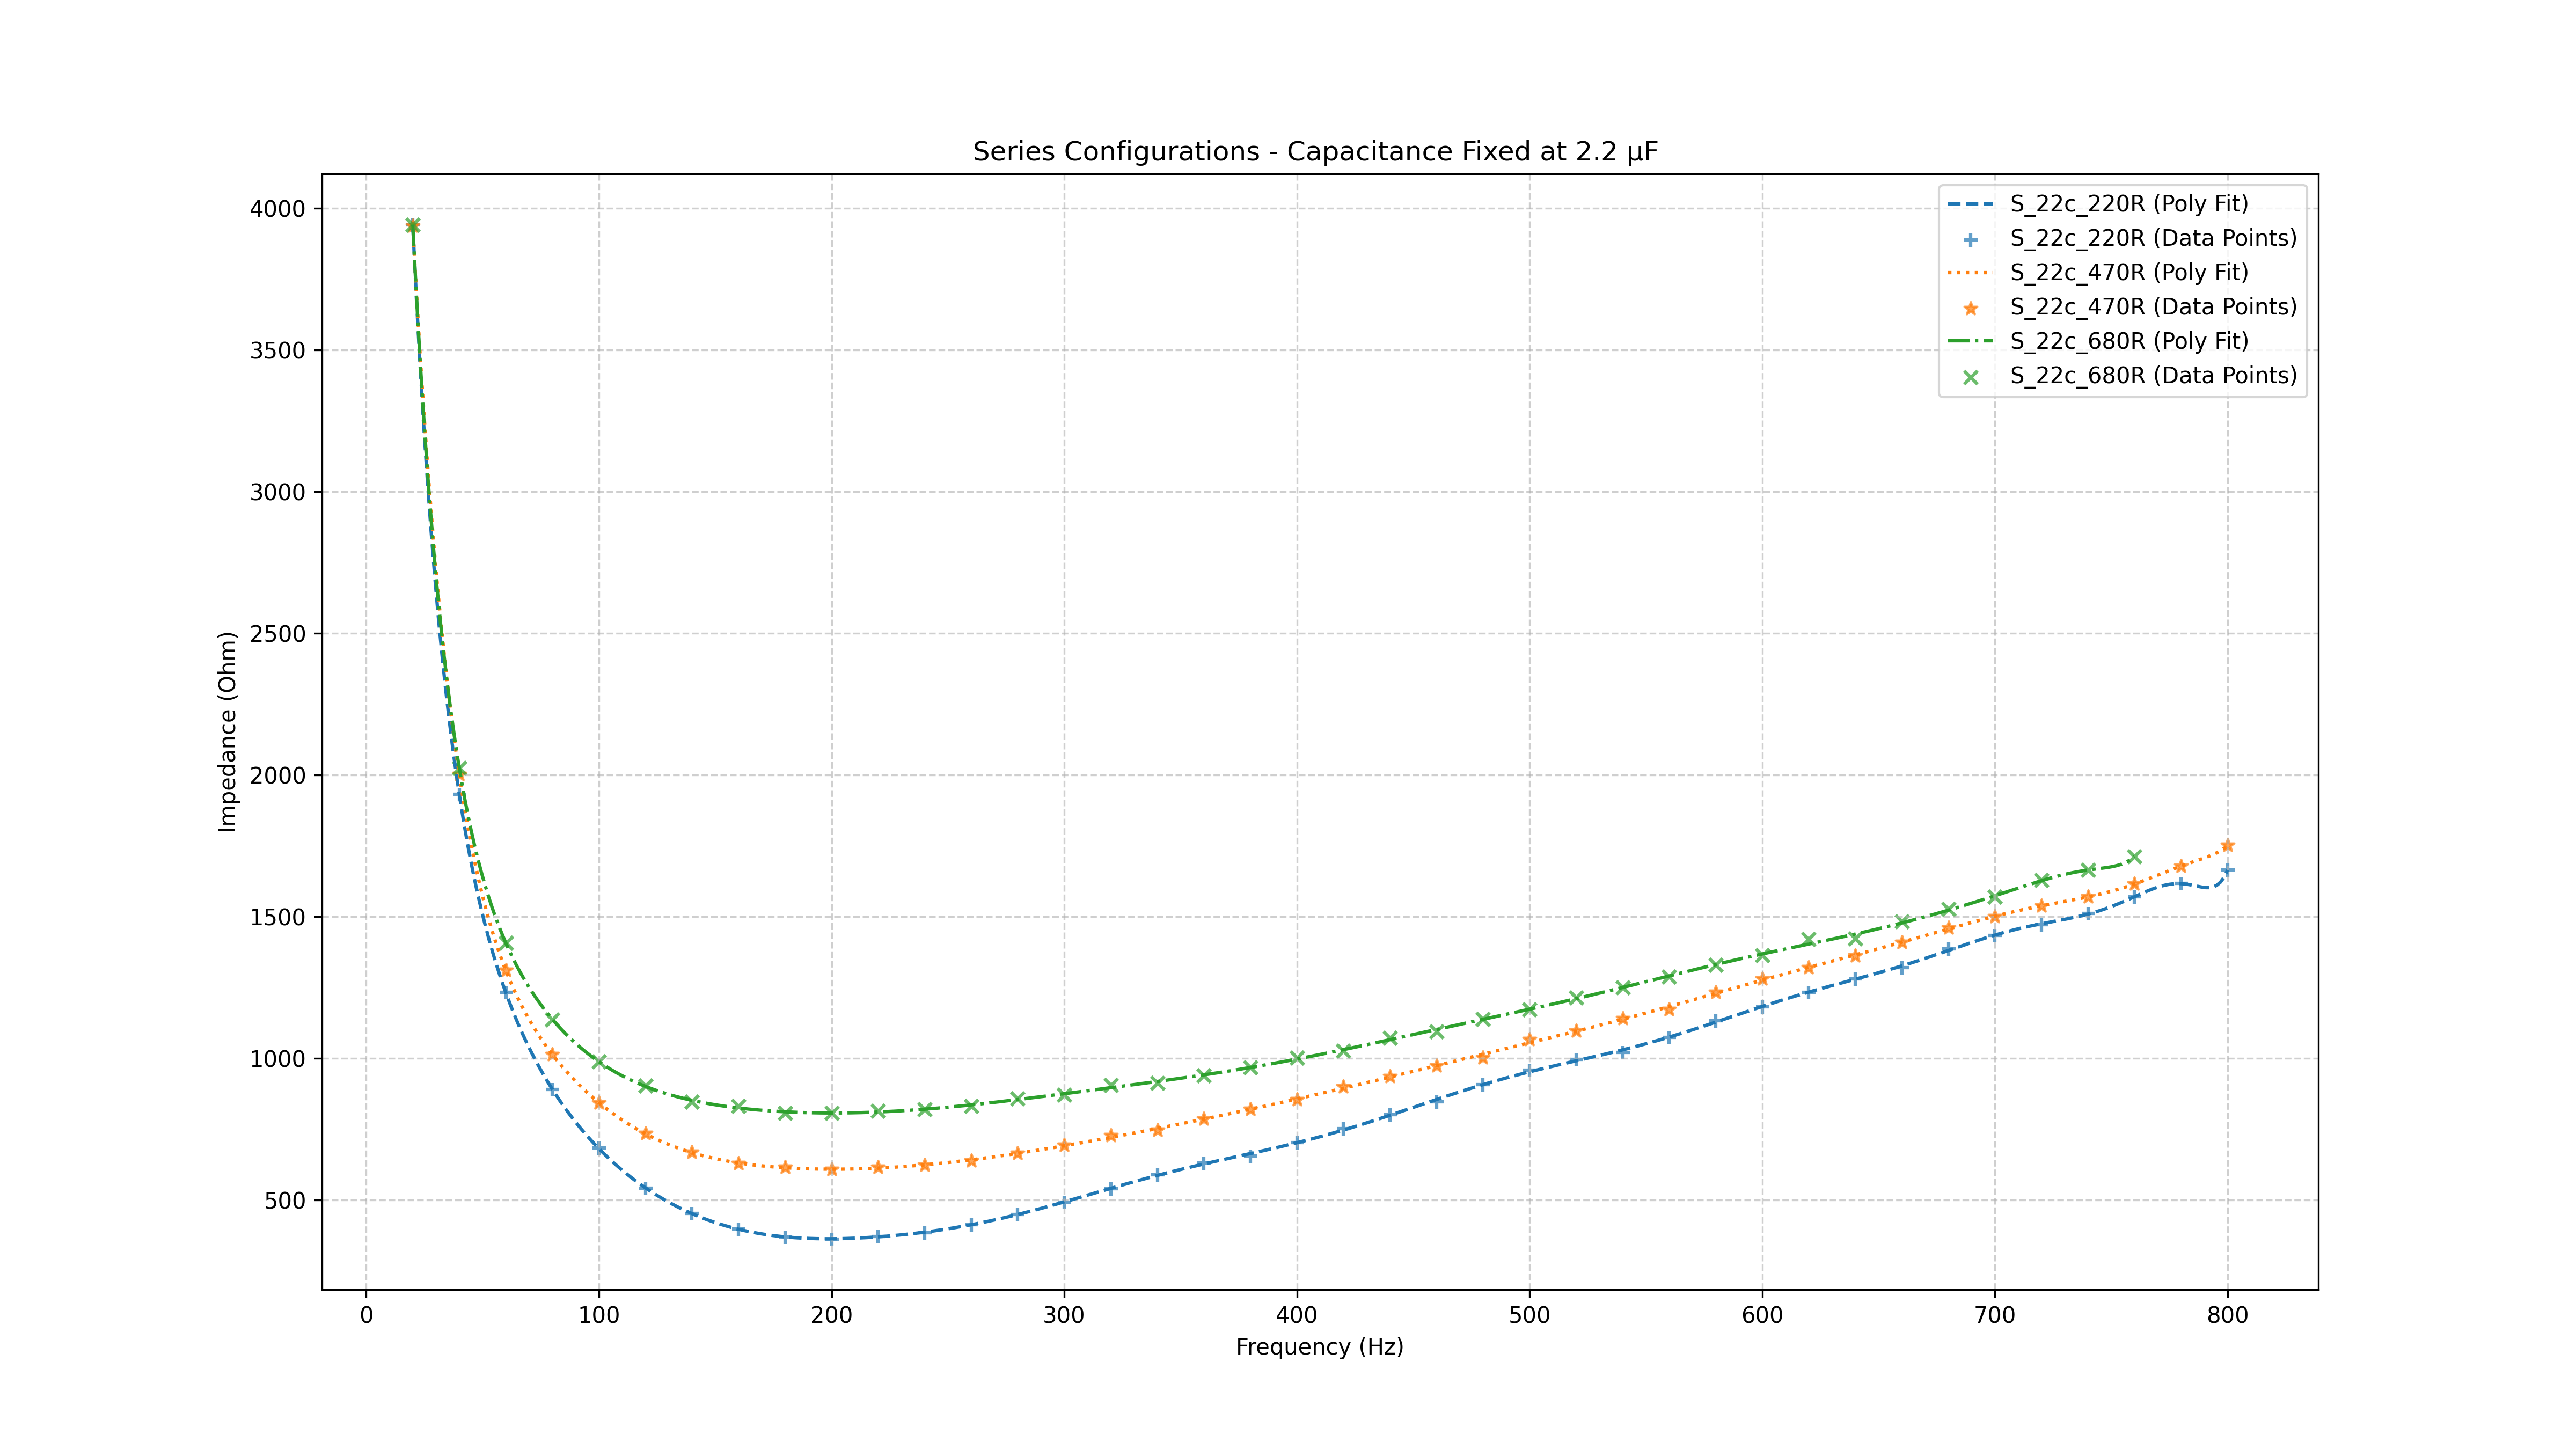 Series Configurations - Capacitance Fixed at 2.2 µF
S_22c_220R (Poly Fit)
S_22c_220R (Data Points)
S_22c_470R (Poly Fit)
S_22c_470R (Data Points)
S_22c_680R (Poly Fit)
S_22c_680R (Data Points)
Impedance (Ohm)
4000
3500
3000
2500
2000
1500
1000
500
0 100 200 300 400 500 600 700 800
Frequency (Hz)